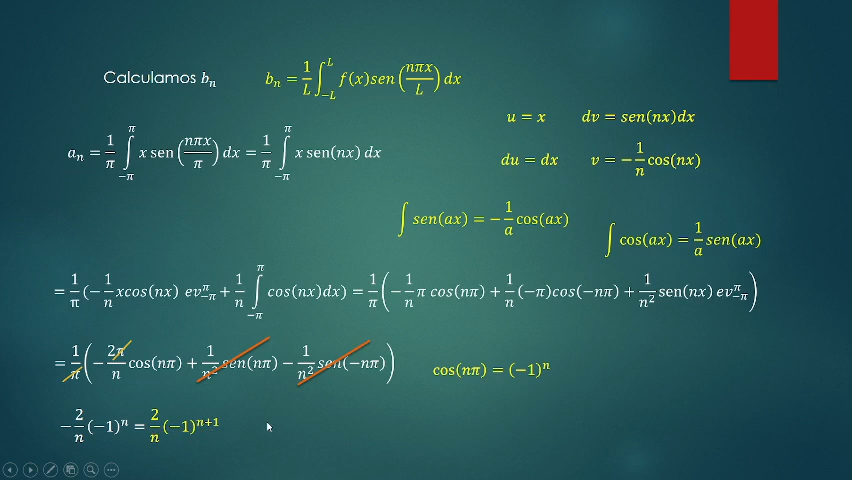 Calculamos bₙ    bₙ = 1/L ∫_{-L}^{L} f(x)sen(nπx/L) dx
u = x    dv = sen(nx)dx
aₙ = 1/π ∫_{-π}^{π} x sen(nπx/π) dx = 1/π ∫_{-π}^{π} x sen(nx) dx
du = dx    v = -1/n cos(nx)
∫ sen(ax) = -1/a cos(ax)
∫ cos(ax) = 1/a sen(ax)
= 1/π (-1/n xcos(nx) ev_{-π}^{π} + 1/n ∫_{-π}^{π} cos(nx)dx) = 1/π (-1/n π cos(nπ) + 1/n (-π)cos(-nπ) + 1/n² sen(nx) ev_{-π}^{π})
= 1/π (-2π/n cos(nπ) + 1/n² sen(nπ) - 1/n² sen(-nπ))    cos(nπ) = (-1)ⁿ
-2/n (-1)ⁿ = 2/n (-1)ⁿ⁺¹